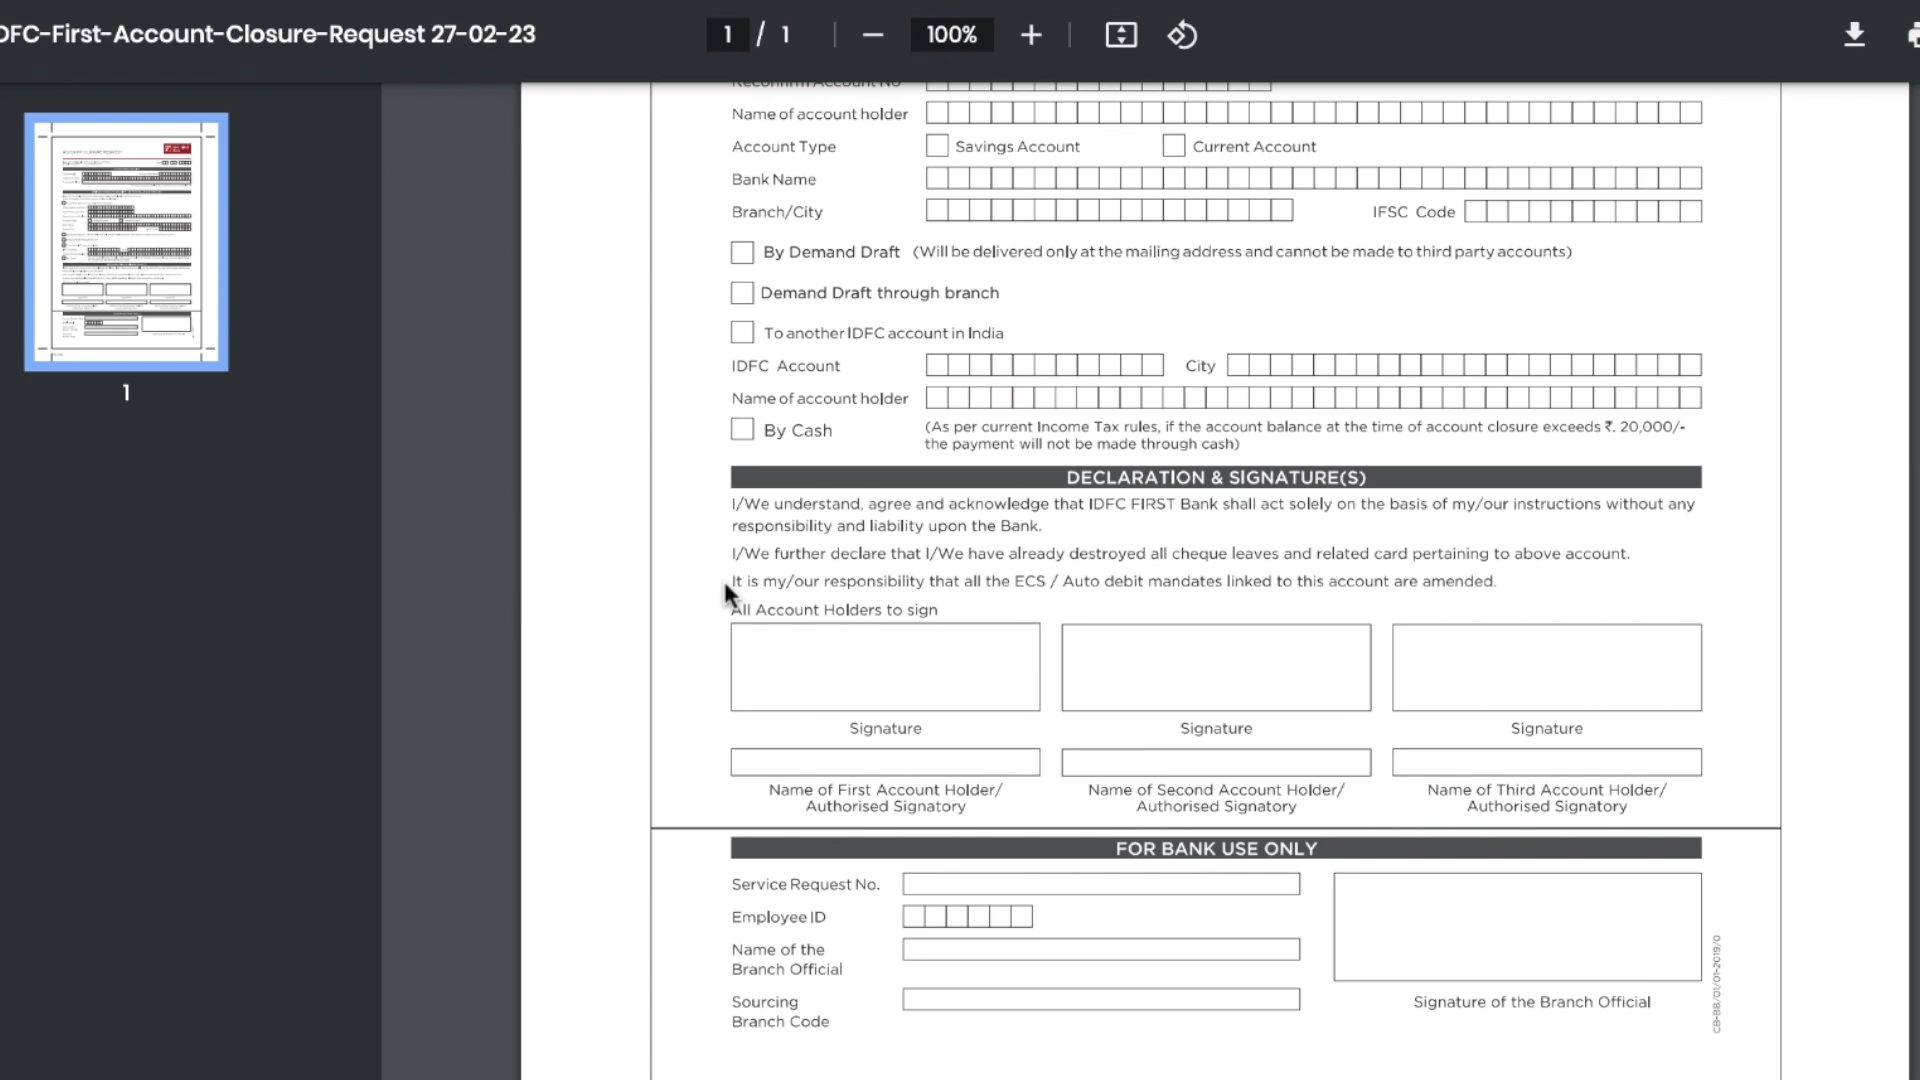 DFC-First-Account-Closure-Request 27-02-23
1 / 1
100%
1
Reconfirm Account No
Name of account holder
Account Type Savings Account Current Account
Bank Name
Branch/City IFSC Code
By Demand Draft (Will be delivered only at the mailing address and cannot be made to third party accounts)
Demand Draft through branch
To another IDFC account in India
IDFC Account City
Name of account holder
By Cash (As per current Income Tax rules, if the account balance at the time of account closure exceeds ₹. 20,000/-
the payment will not be made through cash)
DECLARATION & SIGNATURE(S)
I/We understand, agree and acknowledge that IDFC FIRST Bank shall act solely on the basis of my/our instructions without any
responsibility and liability upon the Bank.
I/We further declare that I/We have already destroyed all cheque leaves and related card pertaining to above account.
It is my/our responsibility that all the ECS / Auto debit mandates linked to this account are amended.
All Account Holders to sign
Signature Signature Signature
Name of First Account Holder/ Name of Second Account Holder/ Name of Third Account Holder/
Authorised Signatory Authorised Signatory Authorised Signatory
FOR BANK USE ONLY
Service Request No.
Employee ID
Name of the
Branch Official
Sourcing Signature of the Branch Official
Branch Code
CB-BB/01/01-2019/0